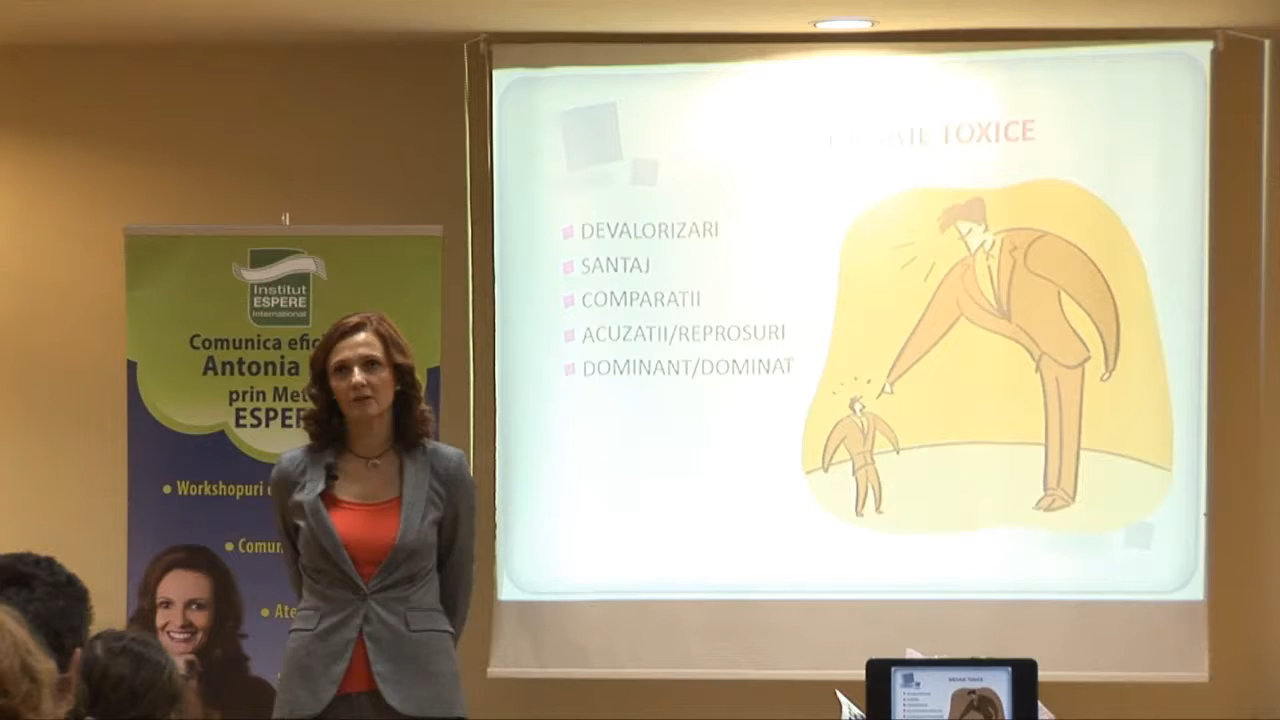 Institut
ESPERE
International
Comunica efic
Antonia
prin Met
ESPER
• Workshopuri
• Comun
• Ate
TOXICE
DEVALORIZARI
SANTAJ
COMPARATII
ACUZATII/REPROSURI
DOMINANT/DOMINAT